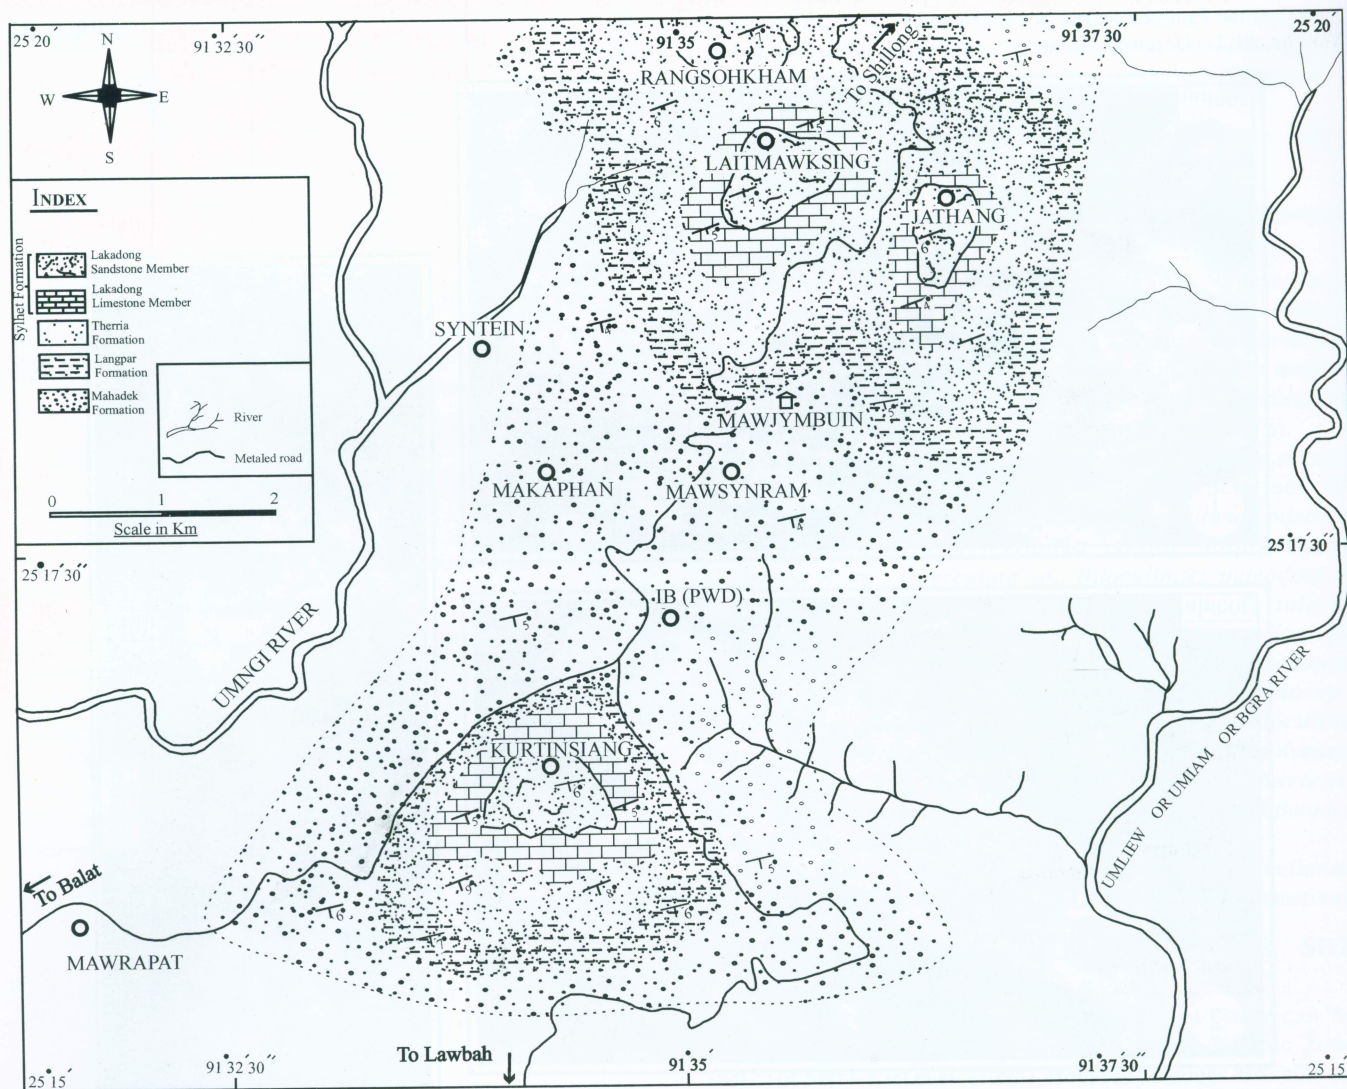 25 20′
91 32 30″
91 35
91 37 30″
25 20′
N
W E
S
RANGSOHKHAM
To Shillong
LAITMAWKSING
JATHANG
INDEX
Sylhet Formation
Lakadong
Sandstone Member
Lakadong
Limestone Member
Therria
Formation
Langpar
Formation
Mahadek
Formation
River
Metaled road
0 1 2
Scale in Km
SYNTEIN
MAWJYMBUIN
MAKAPHAN
MAWSYNRAM
25 17′30″
25 17′30″
IB (PWD)
UMNGI RIVER
UMLIEW OR UMIAM OR BGRA RIVER
KURTINSIANG
To Balat
MAWRAPAT
To Lawbah
25 15′
91 32 30″
91 35′
91 37′30″
25 15′